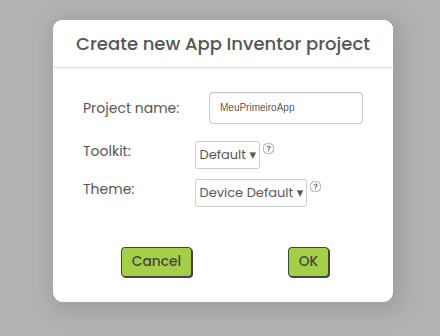 Create new App Inventor project
Project name: MeuPrimeiroApp
Toolkit: Default ▾ ?
Theme: Device Default ▾ ?
Cancel OK